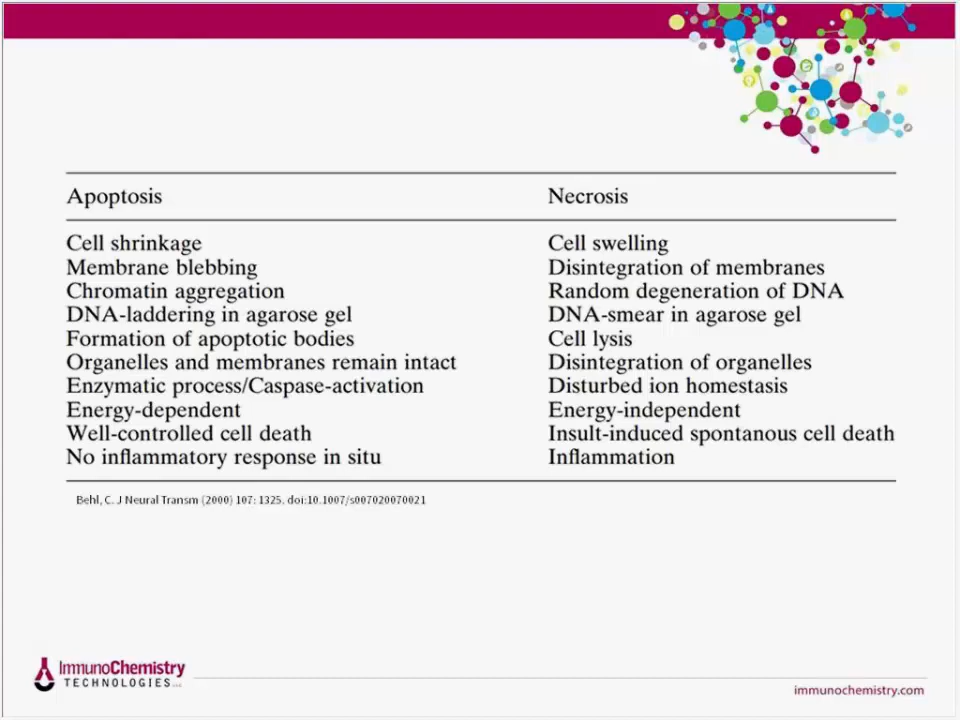 Apoptosis Necrosis
Cell shrinkage Cell swelling
Membrane blebbing Disintegration of membranes
Chromatin aggregation Random degeneration of DNA
DNA-laddering in agarose gel DNA-smear in agarose gel
Formation of apoptotic bodies Cell lysis
Organelles and membranes remain intact Disintegration of organelles
Enzymatic process/Caspase-activation Disturbed ion homestasis
Energy-dependent Energy-independent
Well-controlled cell death Insult-induced spontanous cell death
No inflammatory response in situ Inflammation
Behl, C. J Neural Transm (2000) 107: 1325. doi:10.1007/s007020070021
ImmunoChemistry
TECHNOLOGIES
immunochemistry.com